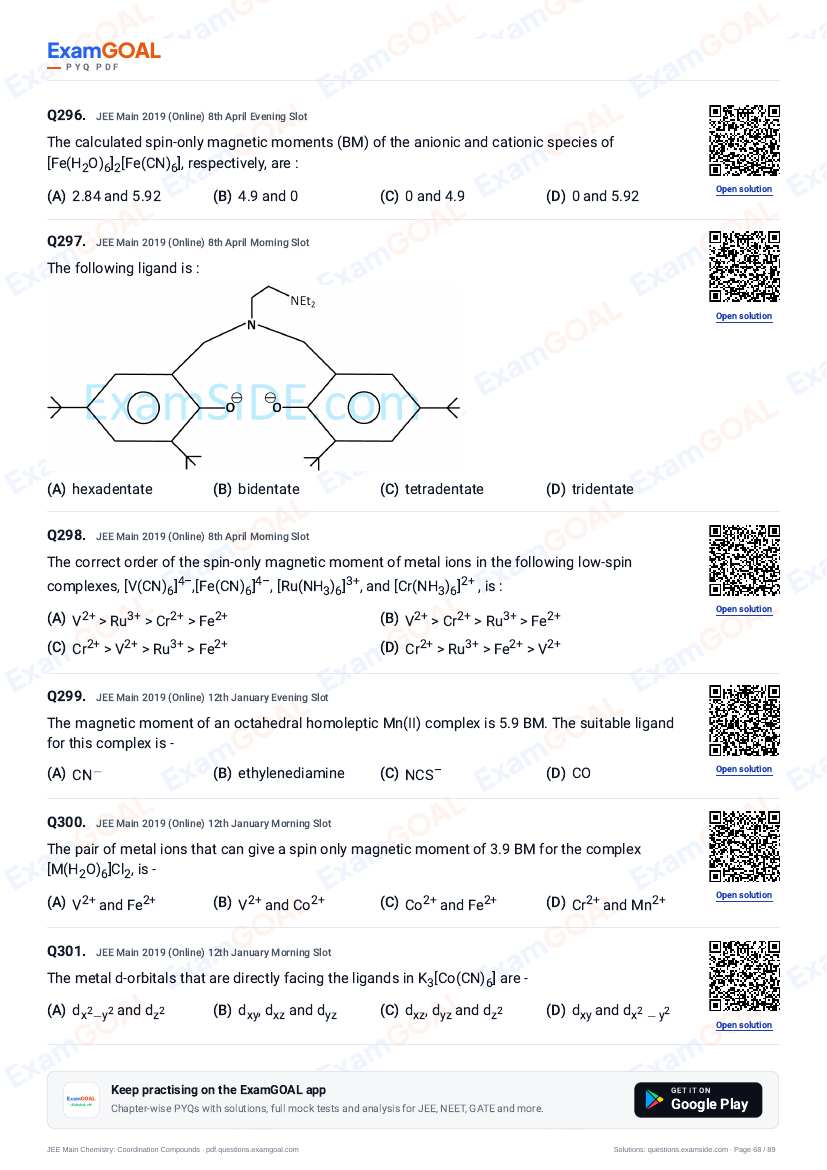 ExamGOAL
PYQ PDF
Q296. JEE Main 2019 (Online) 8th April Evening Slot
The calculated spin-only magnetic moments (BM) of the anionic and cationic species of
[Fe(H₂O)₆]₂[Fe(CN)₆], respectively, are :
(A) 2.84 and 5.92 (B) 4.9 and 0 (C) 0 and 4.9 (D) 0 and 5.92
Open solution
Q297. JEE Main 2019 (Online) 8th April Morning Slot
The following ligand is :
NEt₂
N
O⊖ ⊖O
ExamSIDE.com
(A) hexadentate (B) bidentate (C) tetradentate (D) tridentate
Open solution
Q298. JEE Main 2019 (Online) 8th April Morning Slot
The correct order of the spin-only magnetic moment of metal ions in the following low-spin
complexes, [V(CN)₆]⁴⁻,[Fe(CN)₆]⁴⁻, [Ru(NH₃)₆]³⁺, and [Cr(NH₃)₆]²⁺ , is :
(A) V²⁺ > Ru³⁺ > Cr²⁺ > Fe²⁺ (B) V²⁺ > Cr²⁺ > Ru³⁺ > Fe²⁺
(C) Cr²⁺ > V²⁺ > Ru³⁺ > Fe²⁺ (D) Cr²⁺ > Ru³⁺ > Fe²⁺ > V²⁺
Open solution
Q299. JEE Main 2019 (Online) 12th January Evening Slot
The magnetic moment of an octahedral homoleptic Mn(II) complex is 5.9 BM. The suitable ligand
for this complex is -
(A) CN⁻ (B) ethylenediamine (C) NCS⁻ (D) CO
Open solution
Q300. JEE Main 2019 (Online) 12th January Morning Slot
The pair of metal ions that can give a spin only magnetic moment of 3.9 BM for the complex
[M(H₂O)₆]Cl₂, is -
(A) V²⁺ and Fe²⁺ (B) V²⁺ and Co²⁺ (C) Co²⁺ and Fe²⁺ (D) Cr²⁺ and Mn²⁺
Open solution
Q301. JEE Main 2019 (Online) 12th January Morning Slot
The metal d-orbitals that are directly facing the ligands in K₃[Co(CN)₆] are -
(A) dx²−y² and dz² (B) dxy, dxz and dyz (C) dxz, dyz and dz² (D) dxy and dx² − y²
Open solution
Keep practising on the ExamGOAL app
Chapter-wise PYQs with solutions, full mock tests and analysis for JEE, NEET, GATE and more.
GET IT ON
Google Play
JEE Main Chemistry: Coordination Compounds · pdf.questions.examgoal.com
Solutions: questions.examside.com · Page 68 / 89